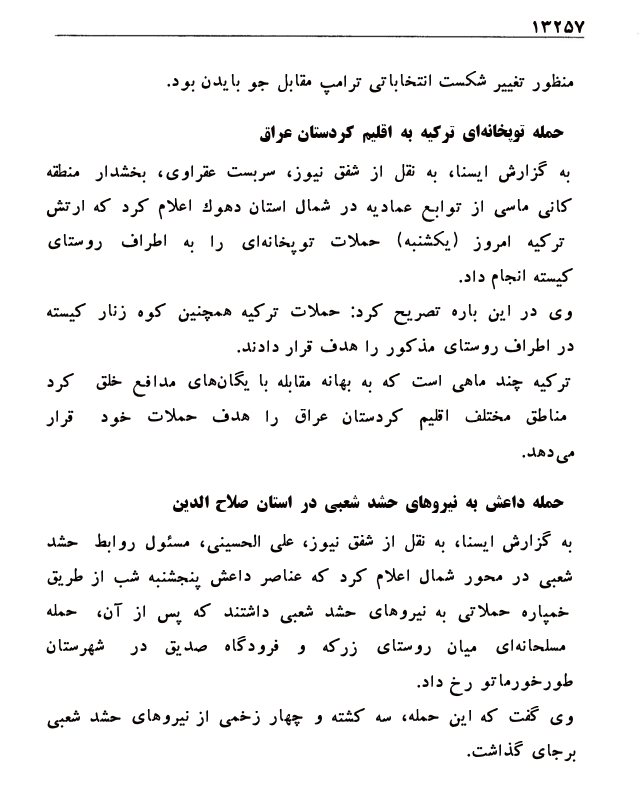 ۱۳۲۵۷
منظور تغییر شکست انتخاباتی ترامپ مقابل جو بایدن بود.
حمله توپخانه‌ای ترکیه به اقلیم کردستان عراق
به گزارش ایسنا، به نقل از شفق نیوز، سربست عقراوی، بخشدار منطقه
کانی ماسی از توابع عمادیه در شمال استان دهوك اعلام کرد که ارتش
ترکیه امروز (یکشنبه) حملات توپخانه‌ای را به اطراف روستای
کیسته انجام داد.
وی در این باره تصریح کرد: حملات ترکیه همچنین کوه زنار کیسته
در اطراف روستای مذکور را هدف قرار دادند.
ترکیه چند ماهی است که به بهانه مقابله با یگان‌های مدافع خلق کرد
مناطق مختلف اقلیم کردستان عراق را هدف حملات خود قرار
می‌دهد.
حمله داعش به نیروهای حشد شعبی در استان صلاح الدین
به گزارش ایسنا، به نقل از شفق نیوز، علی الحسینی، مسئول روابط حشد
شعبی در محور شمال اعلام کرد که عناصر داعش پنجشنبه شب از طریق
خمپاره حملاتی به نیروهای حشد شعبی داشتند که پس از آن، حمله
مسلحانه‌ای میان روستای زرکه و فرودگاه صدیق در شهرستان
طورخورماتو رخ داد.
وی گفت که این حمله، سه کشته و چهار زخمی از نیروهای حشد شعبی
برجای گذاشت.